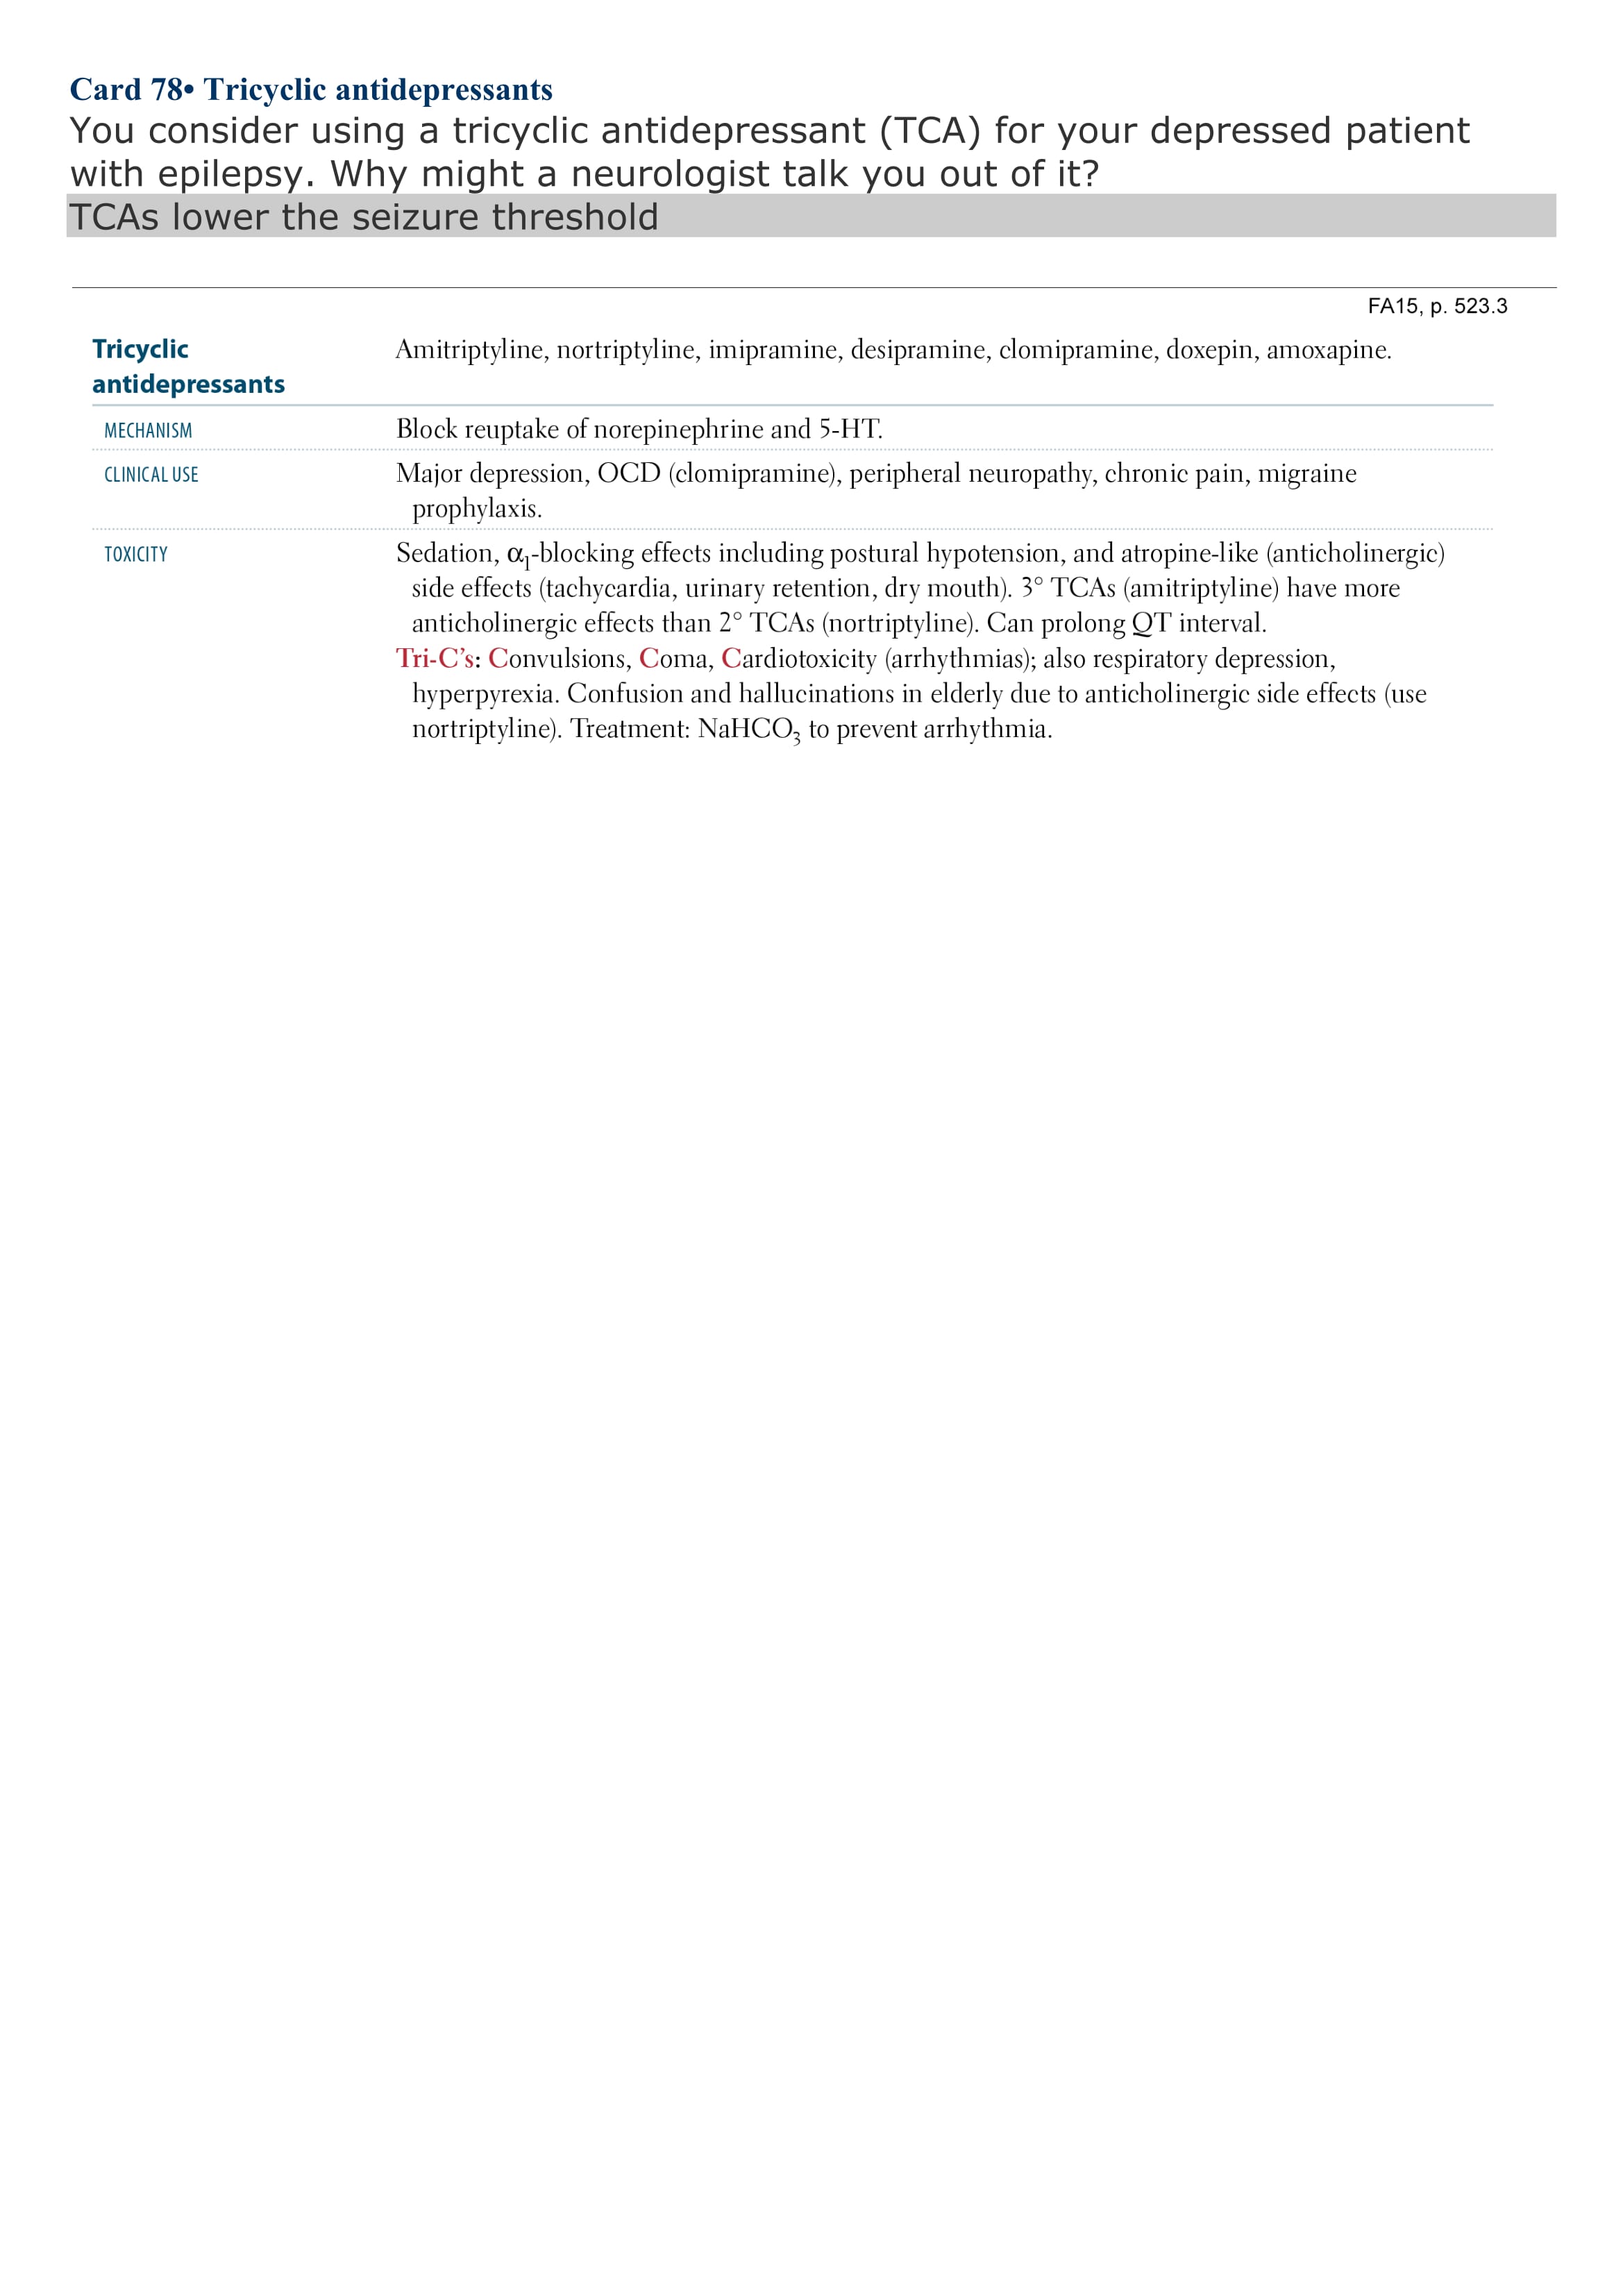 Card 78• Tricyclic antidepressants
You consider using a tricyclic antidepressant (TCA) for your depressed patient
with epilepsy. Why might a neurologist talk you out of it?
TCAs lower the seizure threshold
FA15, p. 523.3
Tricyclic
antidepressants
Amitriptyline, nortriptyline, imipramine, desipramine, clomipramine, doxepin, amoxapine.
MECHANISM
Block reuptake of norepinephrine and 5-HT.
CLINICAL USE
Major depression, OCD (clomipramine), peripheral neuropathy, chronic pain, migraine
prophylaxis.
TOXICITY
Sedation, α₁-blocking effects including postural hypotension, and atropine-like (anticholinergic)
side effects (tachycardia, urinary retention, dry mouth). 3° TCAs (amitriptyline) have more
anticholinergic effects than 2° TCAs (nortriptyline). Can prolong QT interval.
Tri-C’s: Convulsions, Coma, Cardiotoxicity (arrhythmias); also respiratory depression,
hyperpyrexia. Confusion and hallucinations in elderly due to anticholinergic side effects (use
nortriptyline). Treatment: NaHCO₃ to prevent arrhythmia.